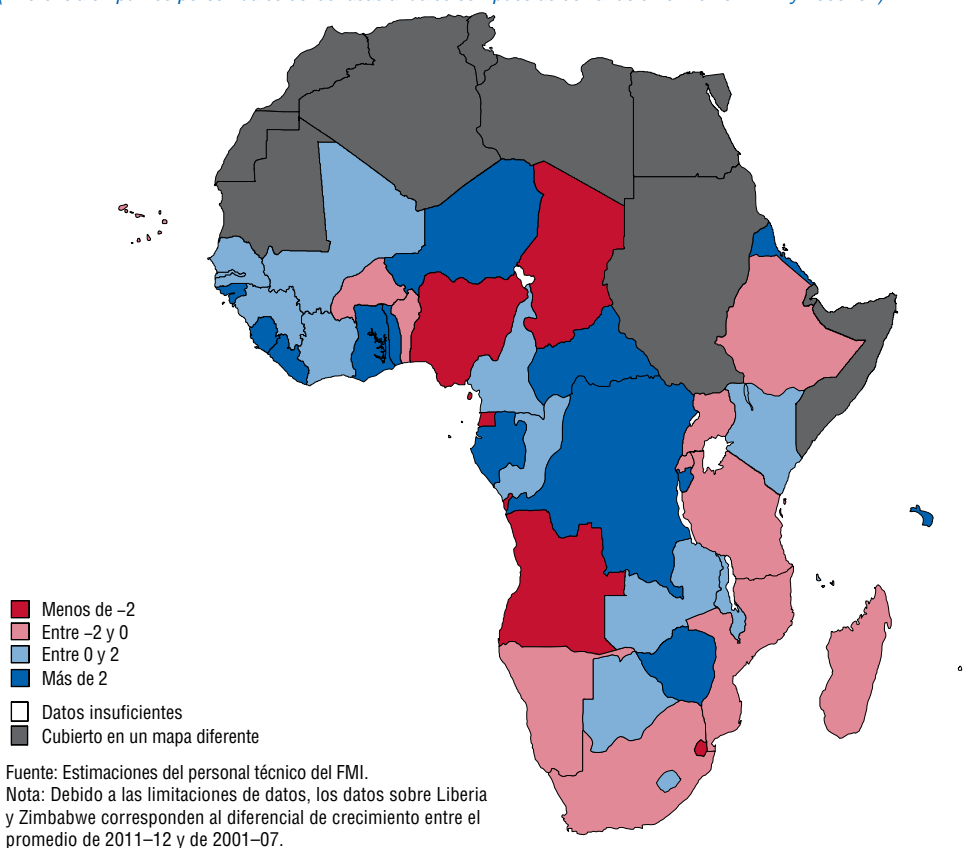 Menos de –2
Entre –2 y 0
Entre 0 y 2
Más de 2
Datos insuficientes
Cubierto en un mapa diferente
Fuente: Estimaciones del personal técnico del FMI.
Nota: Debido a las limitaciones de datos, los datos sobre Liberia
y Zimbabwe corresponden al diferencial de crecimiento entre el
promedio de 2011–12 y de 2001–07.